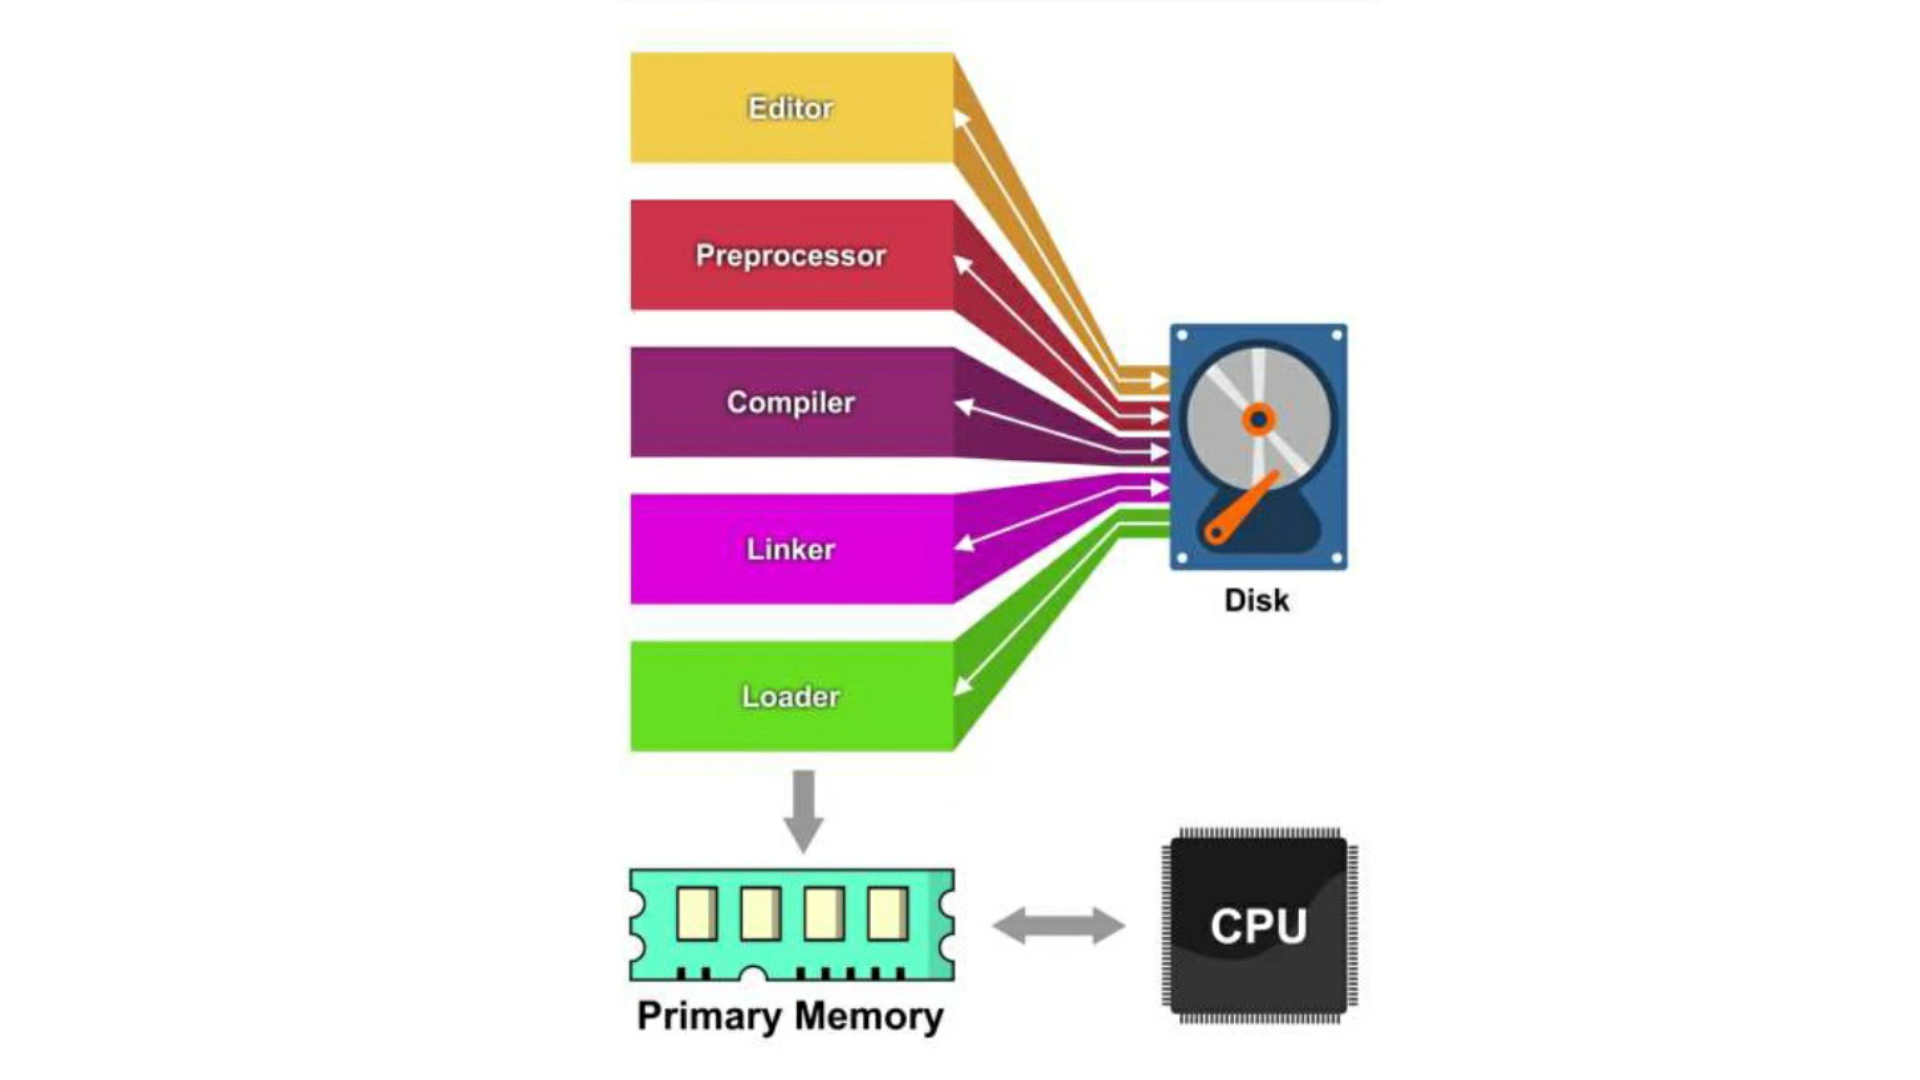 Editor
Preprocessor
Compiler
Linker
Loader
Disk
CPU
Primary Memory